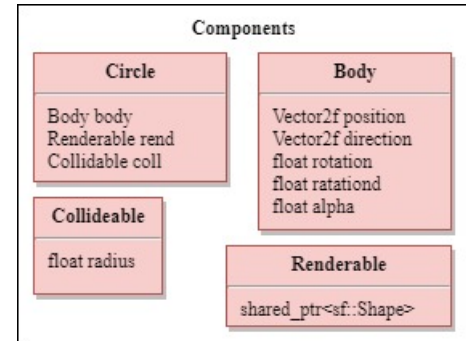 Components
Circle
Body body
Renderable rend
Collidable coll
Body
Vector2f position
Vector2f direction
float rotation
float ratationd
float alpha
Collideable
float radius
Renderable
shared_ptr<sf::Shape>